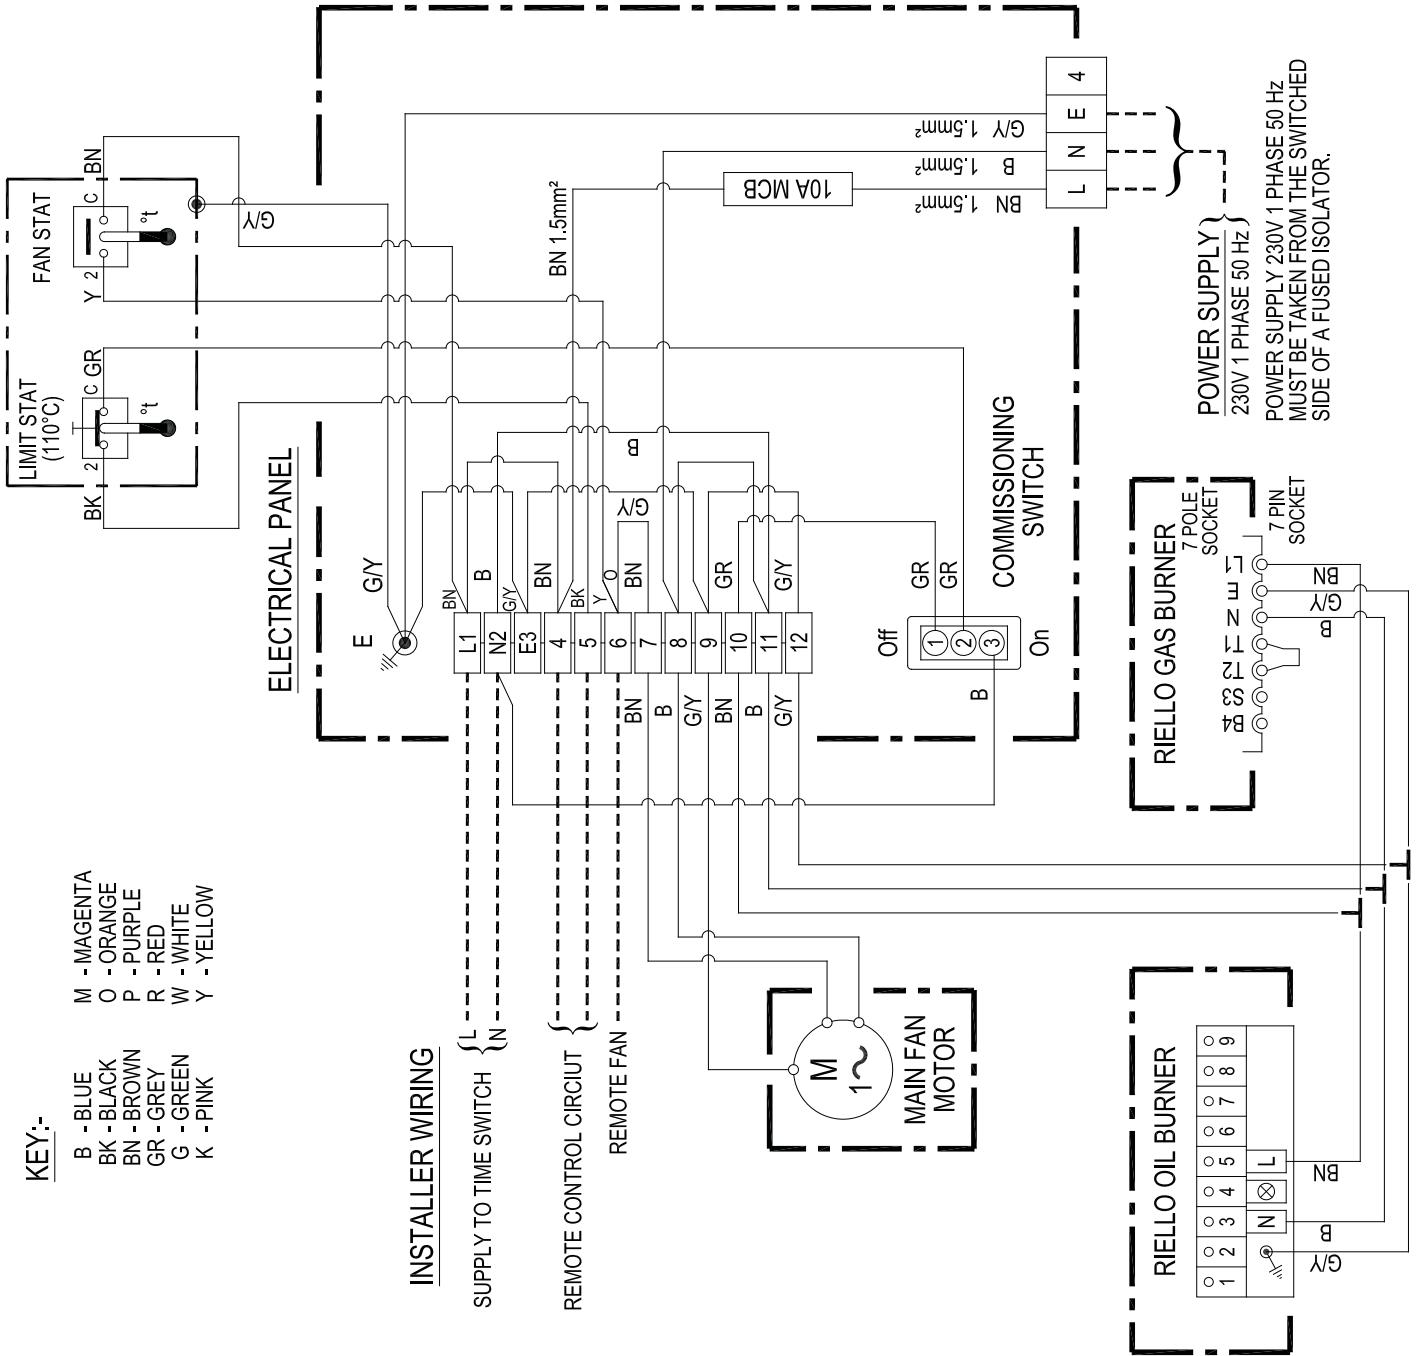 KEY:-
B - BLUE
BK - BLACK
BN - BROWN
GR - GREY
G - GREEN
K - PINK
M - MAGENTA
O - ORANGE
P - PURPLE
R - RED
W - WHITE
Y - YELLOW
INSTALLER WIRING
SUPPLY TO TIME SWITCH
L
N
REMOTE CONTROL CIRCIUT
REMOTE FAN
ELECTRICAL PANEL
LIMIT STAT
(110°C)
BK
2
C
GR
°t
FAN STAT
Y
2
C
BN
°t
G/Y
E
G/Y
BN
B
G/Y
BN
BK
Y
O
BN
GR
G/Y
G/Y
B
BN 1.5mm²
L1
N2
E3
4
5
6
7
8
9
10
11
12
BN
B
G/Y
BN
B
G/Y
10A MCB
BN 1.5mm²
B 1.5mm²
G/Y 1.5mm²
L
N
E
4
Off
GR
GR
1
2
3
On
B
COMMISSIONING
SWITCH
POWER SUPPLY
230V 1 PHASE 50 Hz
POWER SUPPLY 230V 1 PHASE 50 Hz
MUST BE TAKEN FROM THE SWITCHED
SIDE OF A FUSED ISOLATOR.
M
1~
MAIN FAN
MOTOR
RIELLO GAS BURNER
7 POLE
SOCKET
7 PIN
SOCKET
B4
S3
T2
T1
N
E
L1
B
G/Y
BN
RIELLO OIL BURNER
1
2
3
4
5
6
7
8
9
N
L
G/Y
B
BN